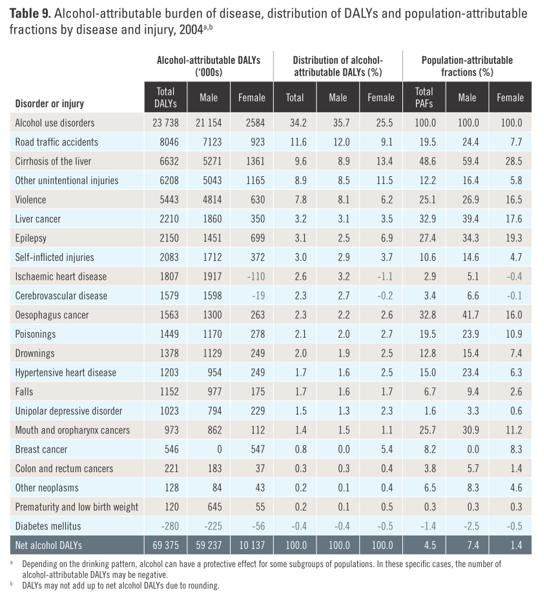 Table 9. Alcohol-attributable burden of disease, distribution of DALYs and population-attributable
fractions by disease and injury, 2004a,b
Alcohol-attributable DALYs ('000s) Distribution of alcohol-attributable DALYs (%) Population-attributable fractions (%)
Disorder or injury Total DALYs Male Female Total Male Female Total PAFs Male Female
Alcohol use disorders 23 738 21 154 2584 34.2 35.7 25.5 100.0 100.0 100.0
Road traffic accidents 8046 7123 923 11.6 12.0 9.1 19.5 24.4 7.7
Cirrhosis of the liver 6632 5271 1361 9.6 8.9 13.4 48.6 59.4 28.5
Other unintentional injuries 6208 5043 1165 8.9 8.5 11.5 12.2 16.4 5.8
Violence 5443 4814 630 7.8 8.1 6.2 25.1 26.9 16.5
Liver cancer 2210 1860 350 3.2 3.1 3.5 32.9 39.4 17.6
Epilepsy 2150 1451 699 3.1 2.5 6.9 27.4 34.3 19.3
Self-inflicted injuries 2083 1712 372 3.0 2.9 3.7 10.6 14.6 4.7
Ischaemic heart disease 1807 1917 -110 2.6 3.2 -1.1 2.9 5.1 -0.4
Cerebrovascular disease 1579 1598 -19 2.3 2.7 -0.2 3.4 6.6 -0.1
Oesophagus cancer 1563 1300 263 2.3 2.2 2.6 32.8 41.7 16.0
Poisonings 1449 1170 278 2.1 2.0 2.7 19.5 23.9 10.9
Drownings 1378 1129 249 2.0 1.9 2.5 12.8 15.4 7.4
Hypertensive heart disease 1203 954 249 1.7 1.6 2.5 15.0 23.4 6.3
Falls 1152 977 175 1.7 1.6 1.7 6.7 9.4 2.6
Unipolar depressive disorder 1023 794 229 1.5 1.3 2.3 1.6 3.3 0.6
Mouth and oropharynx cancers 973 862 112 1.4 1.5 1.1 25.7 30.9 11.2
Breast cancer 546 0 547 0.8 0.0 5.4 8.2 0.0 8.3
Colon and rectum cancers 221 183 37 0.3 0.3 0.4 3.8 5.7 1.4
Other neoplasms 128 84 43 0.2 0.1 0.4 6.5 8.3 4.6
Prematurity and low birth weight 120 645 55 0.2 0.1 0.5 0.3 0.3 0.3
Diabetes mellitus -280 -225 -56 -0.4 -0.4 -0.5 -1.4 -2.5 -0.5
Net alcohol DALYs 69 375 59 237 10 137 100.0 100.0 100.0 4.5 7.4 1.4
a Depending on the drinking pattern, alcohol can have a protective effect for some subgroups of populations. In these specific cases, the number of
alcohol-attributable DALYs may be negative.
b DALYs may not add up to net alcohol DALYs due to rounding.